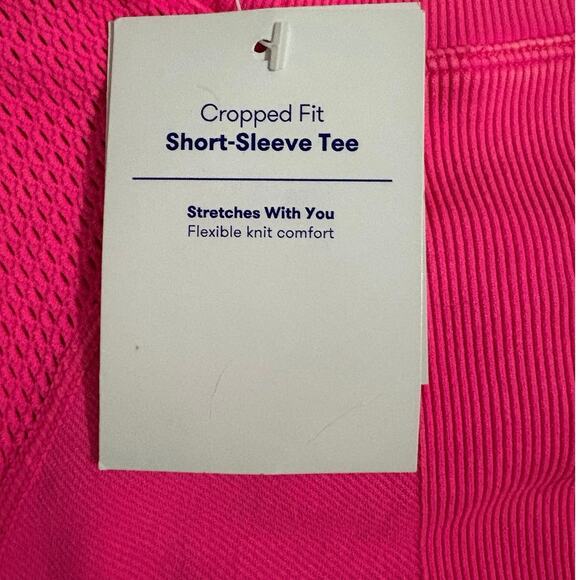 Cropped Fit
Short-Sleeve Tee
Stretches With You
Flexible knit comfort